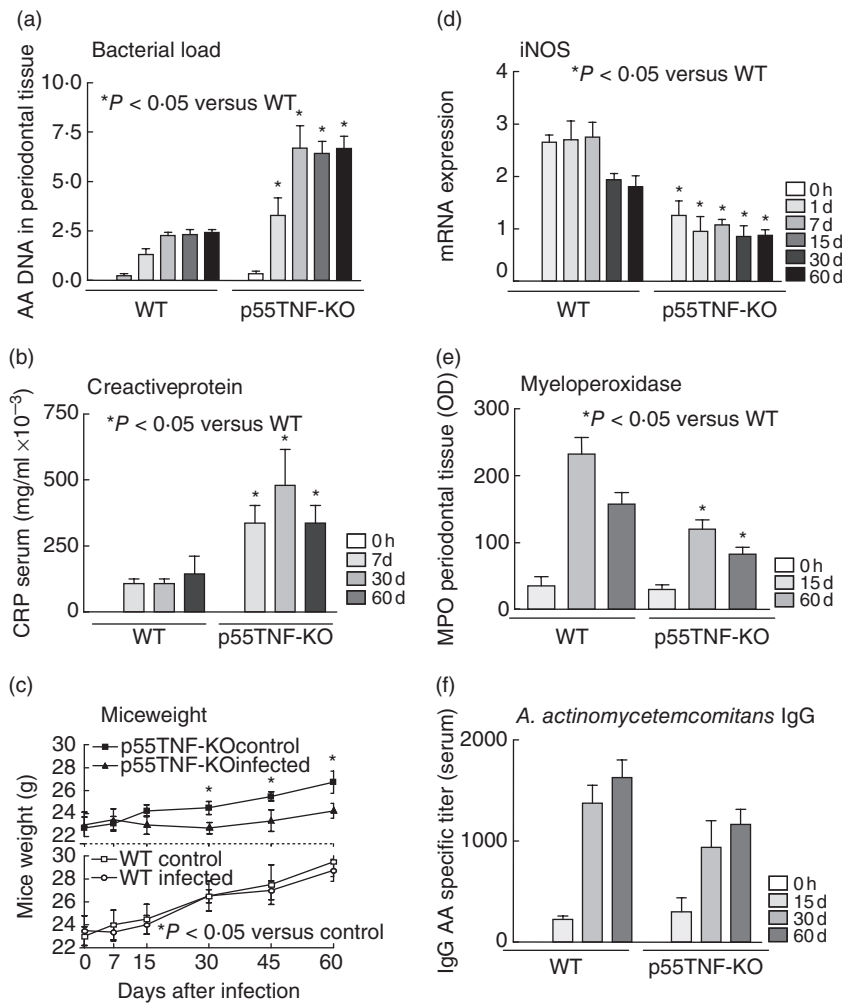 (a)
Bacterial load
AA DNA in periodontal tissue
10·0
7·5
5·0
2·5
0·0
*P < 0·05 versus WT
* * * *
WT
p55TNF-KO
(b)
Creactiveprotein
CRP serum (mg/ml ×10−3)
750
500
250
0
*P < 0·05 versus WT
* * *
0 h
7d
30 d
60 d
WT
p55TNF-KO
(c)
Miceweight
Mice weight (g)
30
28
26
24
22
p55TNF-KOcontrol
p55TNF-KOinfected
* * *
30
28
26
24
22
WT control
WT infected
*P < 0·05 versus control
0 7 15 30 45 60
Days after infection
(d)
iNOS
mRNA expression
4
3
2
1
0
*P < 0·05 versus WT
* * * * *
0 h
1 d
7 d
15 d
30 d
60 d
WT
p55TNF-KO
(e)
Myeloperoxidase
MPO periodontal tissue (OD)
300
200
100
0
*P < 0·05 versus WT
* *
0 h
15 d
60 d
WT
p55TNF-KO
(f)
A. actinomycetemcomitans IgG
IgG AA specific titer (serum)
2000
1000
0
0 h
15 d
30 d
60 d
WT
p55TNF-KO